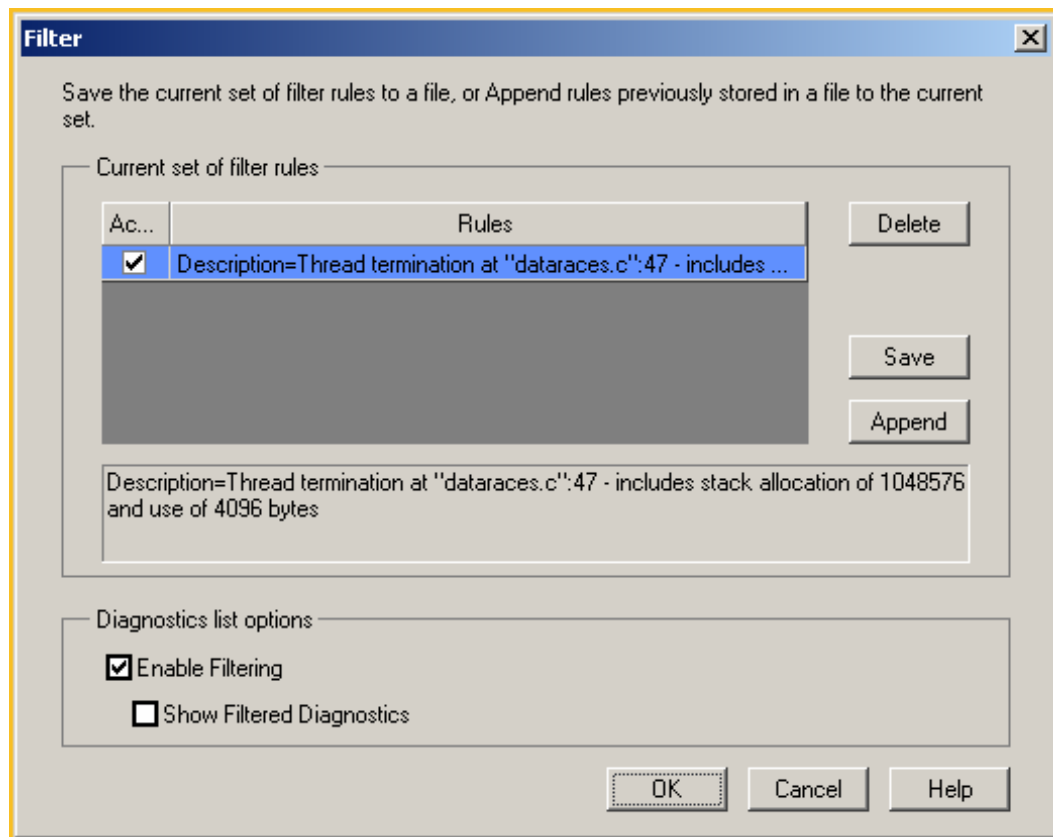 Filter
Save the current set of filter rules to a file, or Append rules previously stored in a file to the current
set.
Current set of filter rules
Ac... Rules
Delete
Description=Thread termination at "dataraces.c":47 - includes ...
Save
Append
Description=Thread termination at "dataraces.c":47 - includes stack allocation of 1048576
and use of 4096 bytes
Diagnostics list options
Enable Filtering
Show Filtered Diagnostics
OK Cancel Help